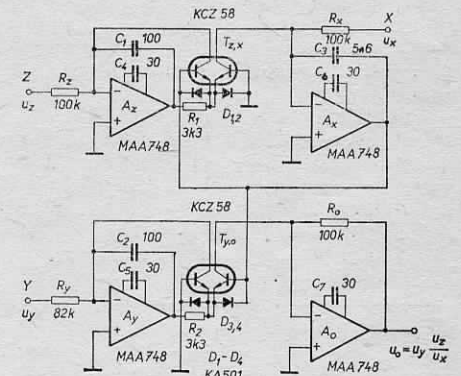 KCZ 58
X
Rx
100k
ux
C1 100
Tz,x
C3 5n6
Z
Rz
C4 30
C6 30
uz
100k
Az
R1
3k3
D1,2
Ax
MAA748
MAA748
KCZ 58
Ro
100k
C2 100
Ty,o
Y
Ry
C5 30
C7 30
uy
82k
Ay
R2
3k3
D3,4
Ao
uo=uy uz/ux
MAA748
D1-D4
KA501
MAA748